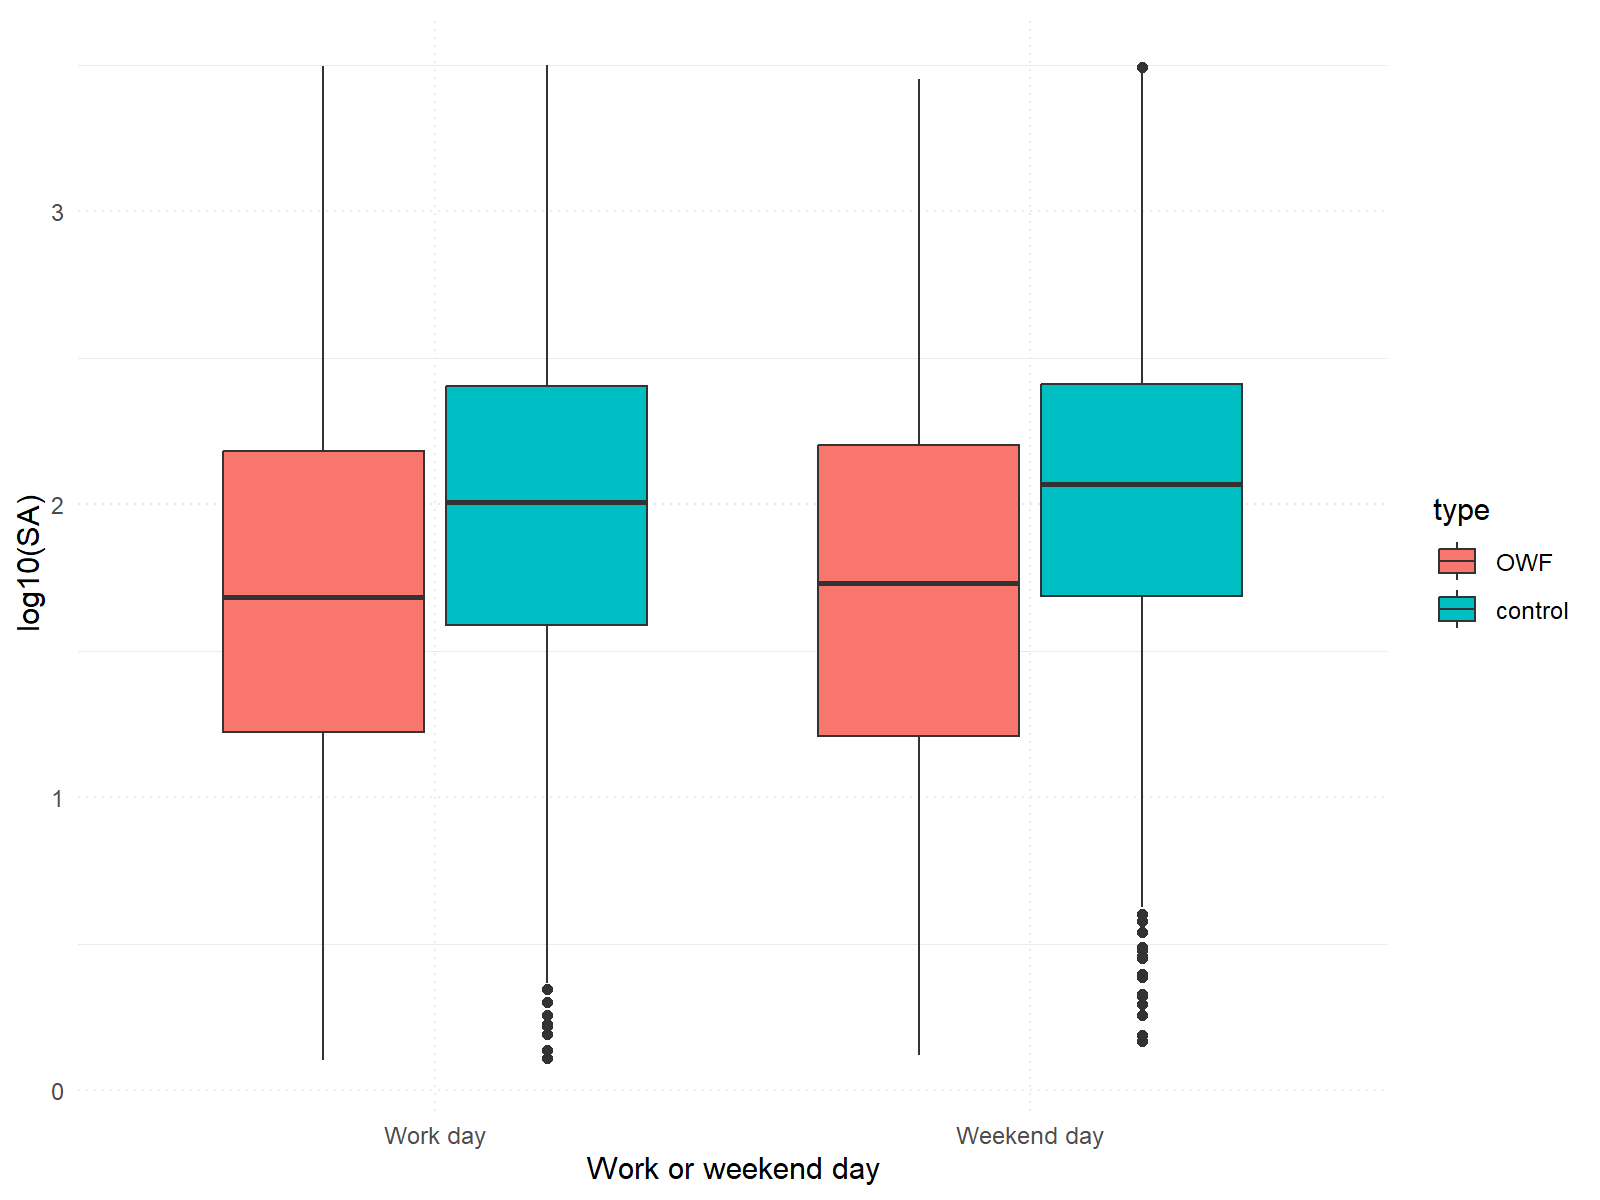 log10(SA)
3
2
1
0
Work day
Weekend day
Work or weekend day
type
OWF
control